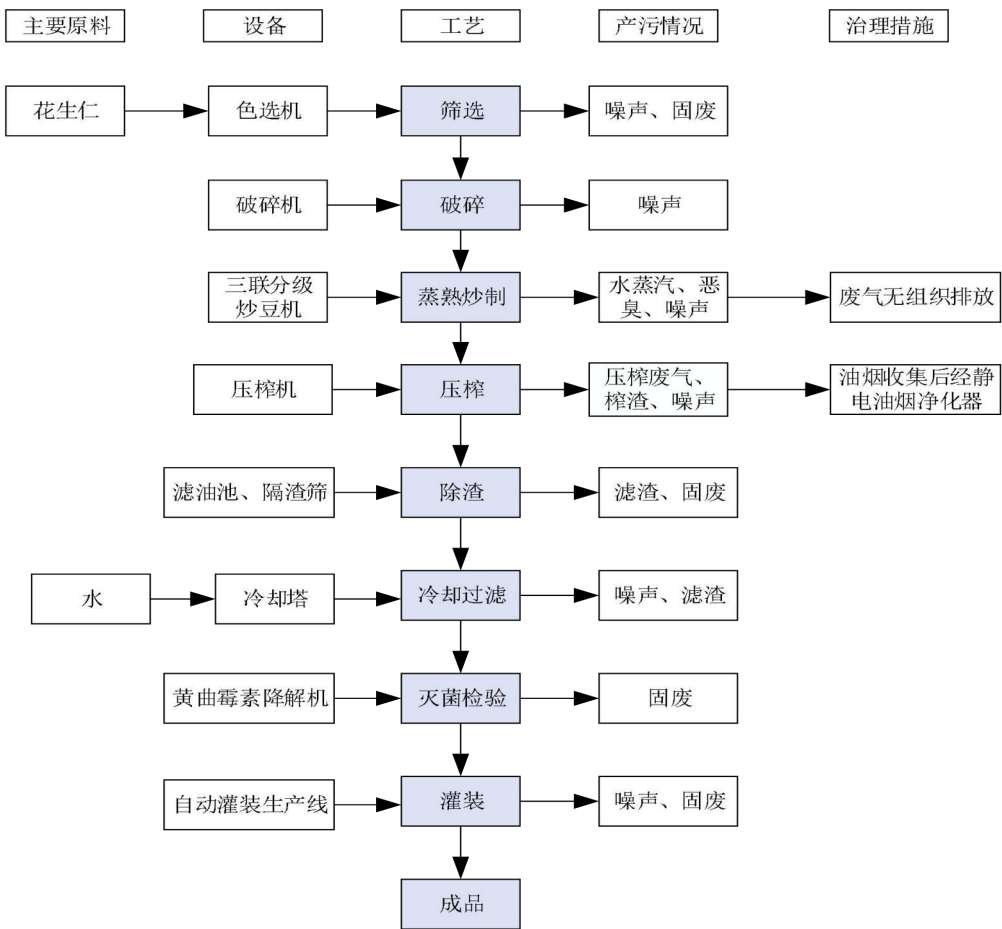 主要原料
设备
工艺
产污情况
治理措施
花生仁
色选机
筛选
噪声、固废
破碎机
破碎
噪声
三联分级
炒豆机
蒸熟炒制
水蒸汽、恶
臭、噪声
废气无组织排放
压榨机
压榨
压榨废气、
榨渣、噪声
油烟收集后经静
电油烟净化器
滤油池、隔渣筛
除渣
滤渣、固废
水
冷却塔
冷却过滤
噪声、滤渣
黄曲霉素降解机
灭菌检验
固废
自动灌装生产线
灌装
噪声、固废
成品